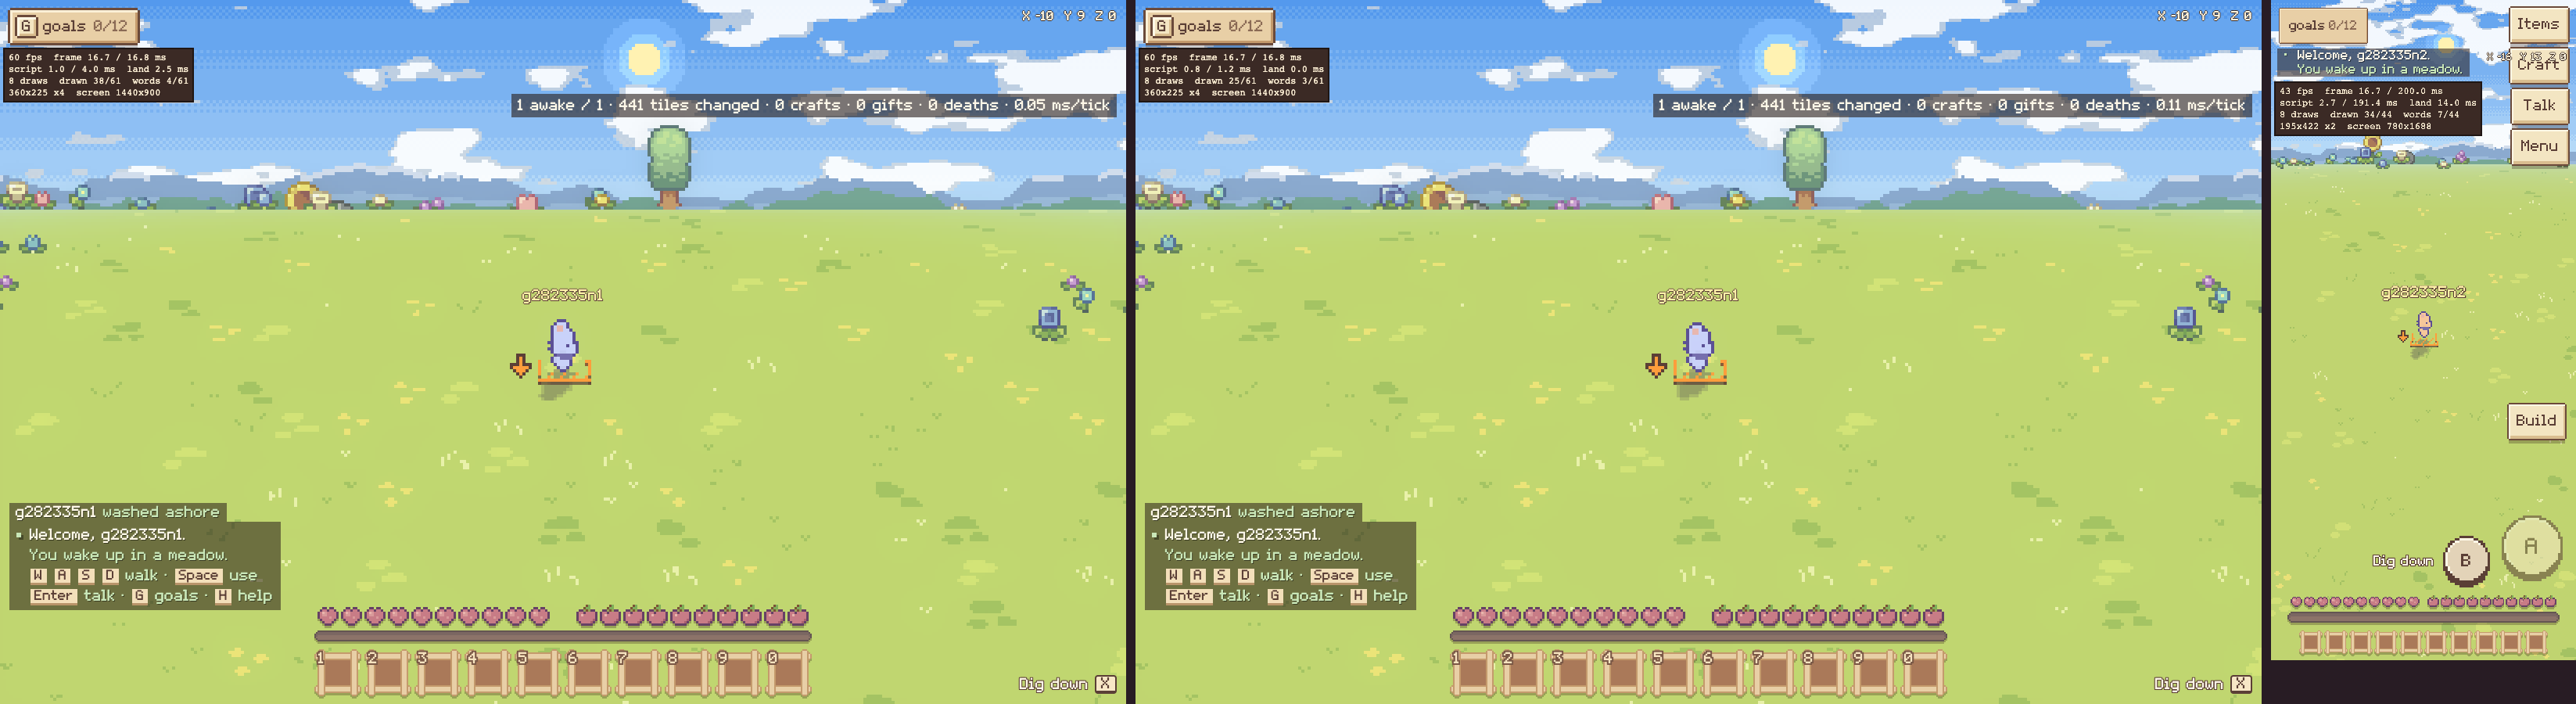 G goals 0/12
X -10 Y 9 Z 0
60 fps frame 16.7 / 16.8 ms
script 1.0 / 4.0 ms land 2.5 ms
8 draws drawn 38/61 words 4/61
360x225 x4 screen 1440x900
1 awake / 1 · 441 tiles changed · 0 crafts · 0 gifts · 0 deaths · 0.05 ms/tick
g282335n1
g282335n1 washed ashore
Welcome, g282335n1.
You wake up in a meadow.
W A S D walk · Space use
Enter talk · G goals · H help
1 2 3 4 5 6 7 8 9 0
Dig down X
G goals 0/12
X -10 Y 9 Z 0
60 fps frame 16.7 / 16.8 ms
script 0.8 / 1.2 ms land 0.0 ms
8 draws drawn 25/61 words 3/61
360x225 x4 screen 1440x900
1 awake / 1 · 441 tiles changed · 0 crafts · 0 gifts · 0 deaths · 0.11 ms/tick
g282335n1
g282335n1 washed ashore
Welcome, g282335n1.
You wake up in a meadow.
W A S D walk · Space use
Enter talk · G goals · H help
1 2 3 4 5 6 7 8 9 0
Dig down X
goals 0/12
Items
Welcome, g282335n2.
You wake up in a meadow.
Craft
43 fps frame 16.7 / 200.0 ms
script 2.7 / 191.4 ms land 14.0 ms
8 draws drawn 34/44 words 7/44
195x422 x2 screen 780x1688
Talk
Menu
g282335n2
Build
A
Dig down B